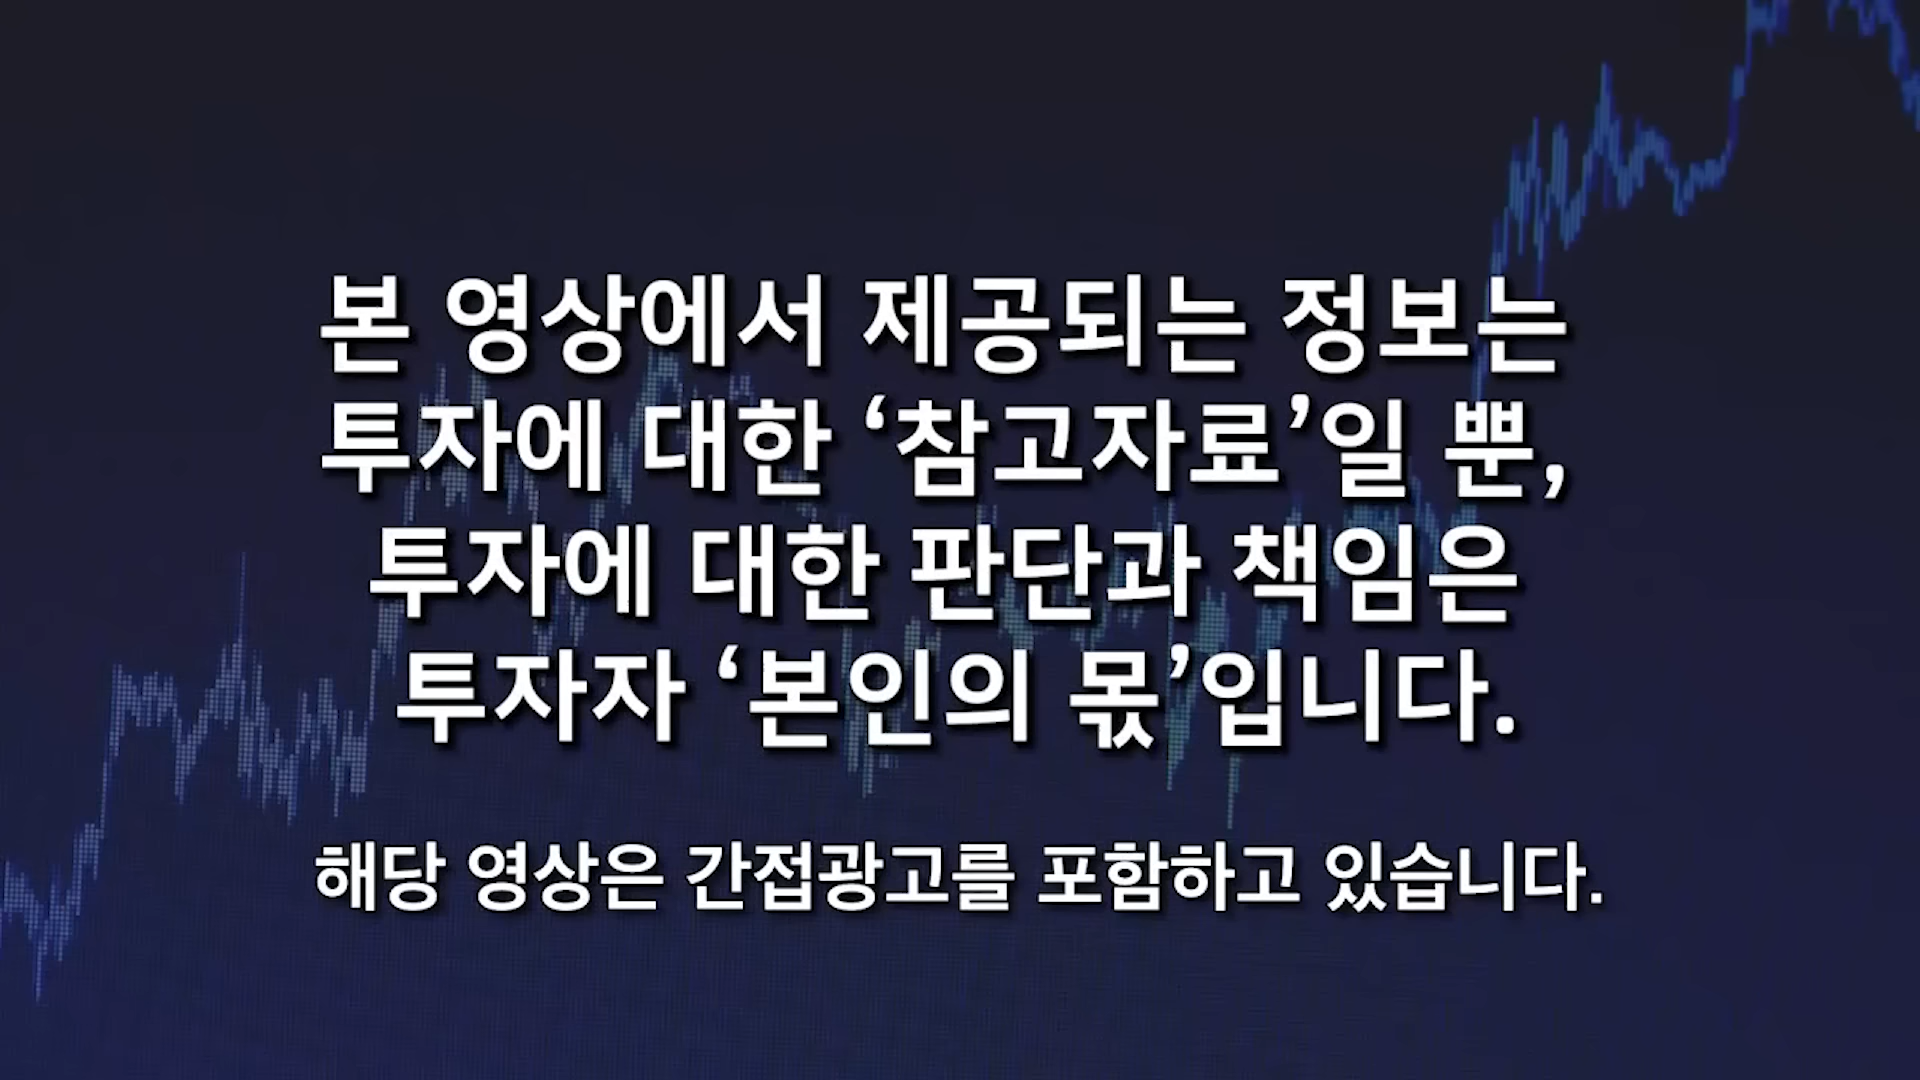 본 영상에서 제공되는 정보는
투자에 대한 ‘참고자료’일 뿐,
투자에 대한 판단과 책임은
투자자 ‘본인의 몫’입니다.
해당 영상은 간접광고를 포함하고 있습니다.